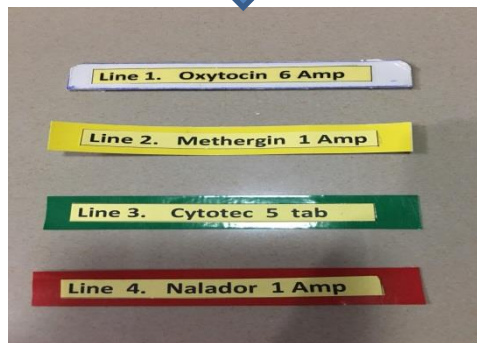 Line 1. Oxytocin 6 Amp
Line 2. Methergin 1 Amp
Line 3. Cytotec 5 tab
Line 4. Nalador 1 Amp